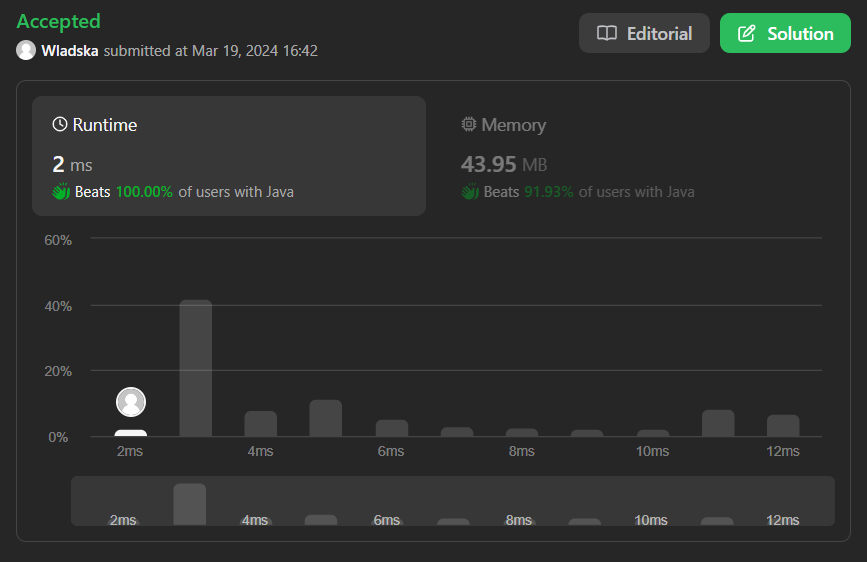 Accepted
Wladska submitted at Mar 19, 2024 16:42
Editorial
Solution
Runtime
2 ms
Beats 100.00% of users with Java
Memory
43.95 MB
Beats 91.93% of users with Java
60%
40%
20%
0%
2ms 4ms 6ms 8ms 10ms 12ms
2ms 4ms 6ms 8ms 10ms 12ms